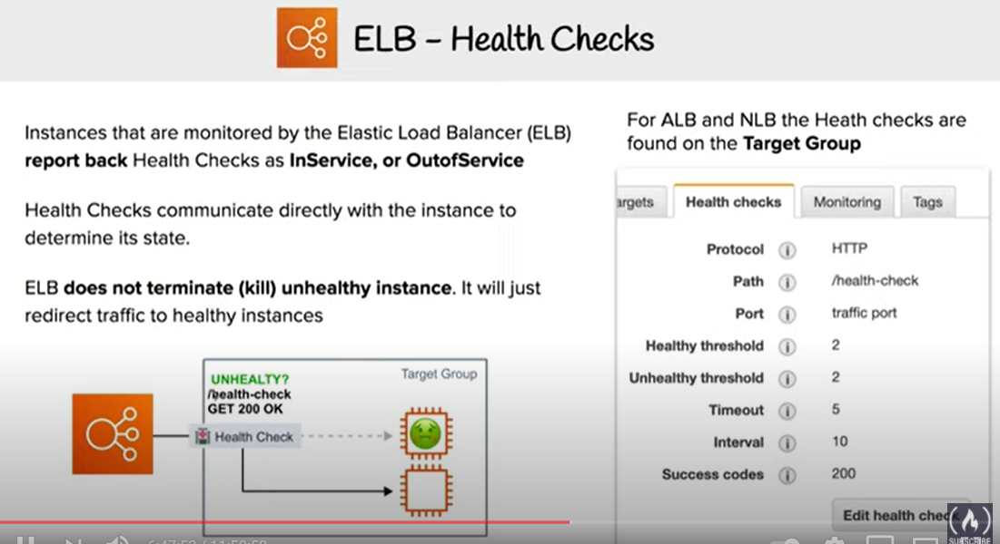 ELB – Health Checks
Instances that are monitored by the Elastic Load Balancer (ELB)
report back Health Checks as InService, or OutofService
Health Checks communicate directly with the instance to
determine its state.
ELB does not terminate (kill) unhealthy instance. It will just
redirect traffic to healthy instances
UNHEALTY?
/health-check
GET 200 OK
Health Check
Target Group
For ALB and NLB the Heath checks are
found on the Target Group
argets Health checks Monitoring Tags
Protocol i HTTP
Path i /health-check
Port i traffic port
Healthy threshold i 2
Unhealthy threshold i 2
Timeout i 5
Interval i 10
Success codes i 200
Edit health check
SUBSCRIBE